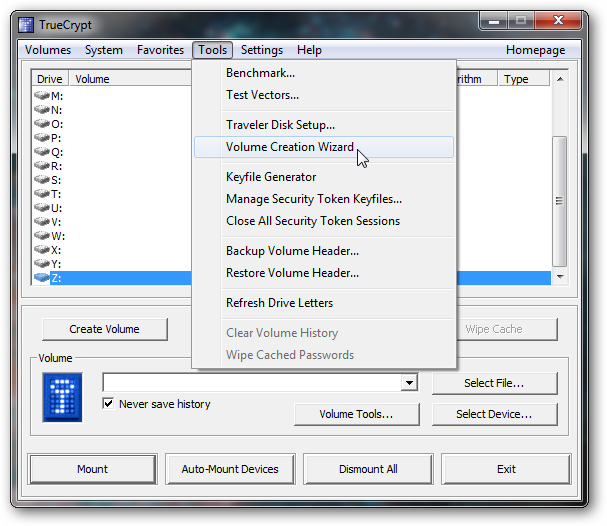 TrueCrypt
Volumes System Favorites Tools Settings Help Homepage
Drive Volume Type
M:
N:
O:
P:
Q:
R:
S:
T:
U:
V:
W:
X:
Y:
Z:
Benchmark...
Test Vectors...
Traveler Disk Setup...
Volume Creation Wizard
Keyfile Generator
Manage Security Token Keyfiles...
Close All Security Token Sessions
Backup Volume Header...
Restore Volume Header...
Refresh Drive Letters
Clear Volume History
Wipe Cached Passwords
Create Volume Wipe Cache
Volume
Select File...
Never save history
Volume Tools... Select Device...
Mount Auto-Mount Devices Dismount All Exit